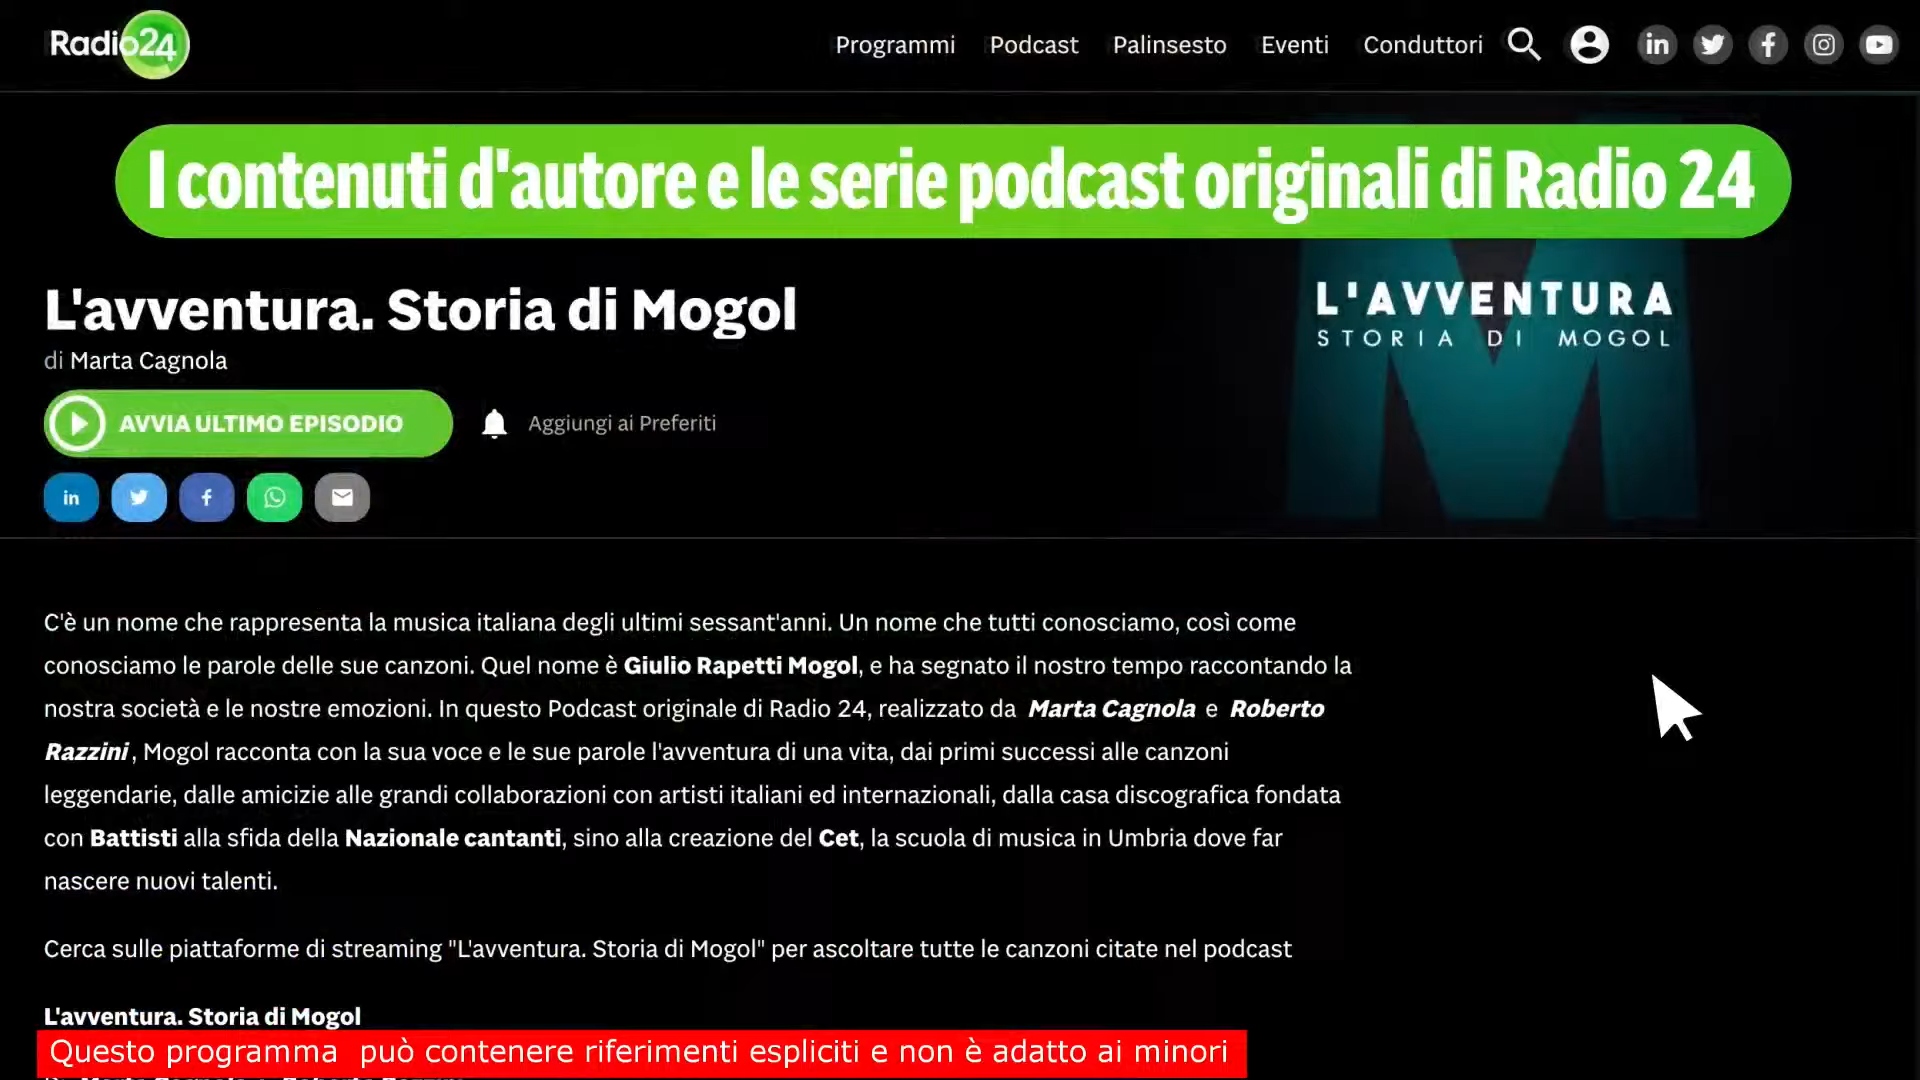 Radio24
Programmi Podcast Palinsesto Eventi Conduttori
I contenuti d'autore e le serie podcast originali di Radio 24
L'avventura. Storia di Mogol
di Marta Cagnola
AVVIA ULTIMO EPISODIO
Aggiungi ai Preferiti
L'AVVENTURA
STORIA DI MOGOL
C'è un nome che rappresenta la musica italiana degli ultimi sessant'anni. Un nome che tutti conosciamo, così come
conosciamo le parole delle sue canzoni. Quel nome è Giulio Rapetti Mogol, e ha segnato il nostro tempo raccontando la
nostra società e le nostre emozioni. In questo Podcast originale di Radio 24, realizzato da Marta Cagnola e Roberto
Razzini, Mogol racconta con la sua voce e le sue parole l'avventura di una vita, dai primi successi alle canzoni
leggendarie, dalle amicizie alle grandi collaborazioni con artisti italiani ed internazionali, dalla casa discografica fondata
con Battisti alla sfida della Nazionale cantanti, sino alla creazione del Cet, la scuola di musica in Umbria dove far
nascere nuovi talenti.
Cerca sulle piattaforme di streaming "L'avventura. Storia di Mogol" per ascoltare tutte le canzoni citate nel podcast
L'avventura. Storia di Mogol
Questo programma può contenere riferimenti espliciti e non è adatto ai minori